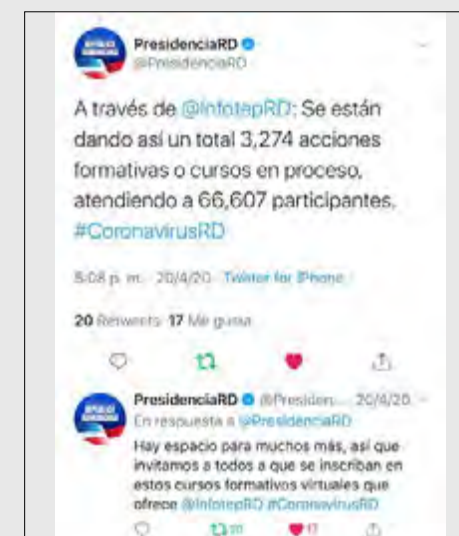 PresidenciaRD
@PresidenciaRD
A través de @InfotepRD: Se están
dando así un total 3,274 acciones
formativas o cursos en proceso,
atendiendo a 66,607 participantes.
#CoronavirusRD
5:08 p. m. · 20/4/20 · Twitter for iPhone
20 Retweets 17 Me gusta
PresidenciaRD @Presiden... · 20/4/20
En respuesta a @PresidenciaRD
Hay espacio para muchos más, así que
invitamos a todos a que se inscriban en
estos cursos formativos virtuales que
ofrece @InfotepRD #CoronavirusRD
20 17